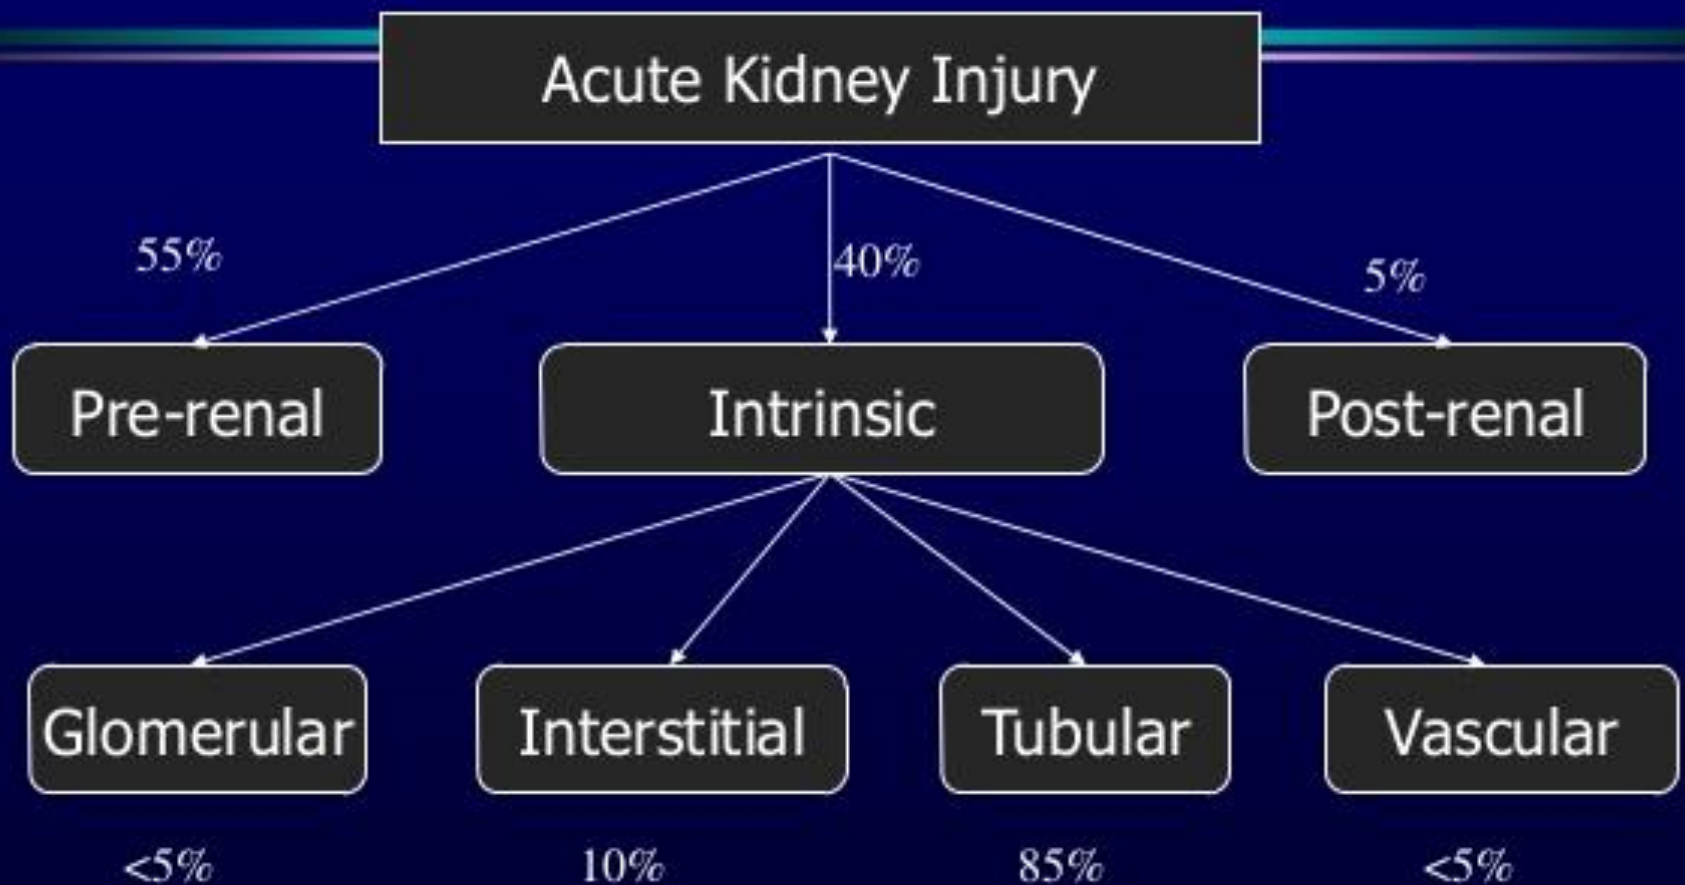 Acute Kidney Injury
55%
40%
5%
Pre-renal
Intrinsic
Post-renal
Glomerular
Interstitial
Tubular
Vascular
<5%
10%
85%
<5%